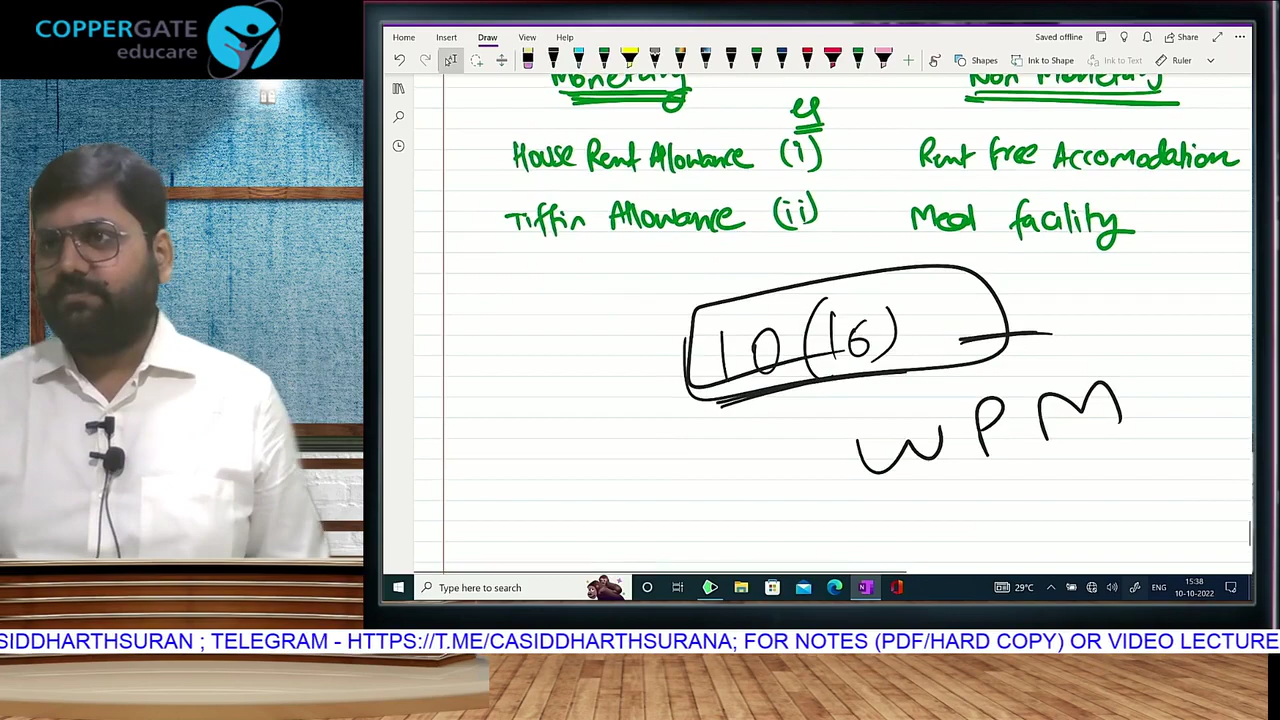 COPPERGATE
educare
Home Insert Draw View Help
Saved offline
Share
Shapes
Ink to Shape
Ink to Text
Ruler
Monetary Non Monetary
eg
House Rent Allowance (i) Rent free Accomodation
Tiffin Allowance (ii) Meal facility
10(16)
WPM
Type here to search
29°C
ENG
15:38
10-10-2022
SIDDHARTHSURAN ; TELEGRAM - HTTPS://T.ME/CASIDDHARTHSURANA; FOR NOTES (PDF/HARD COPY) OR VIDEO LECTURE